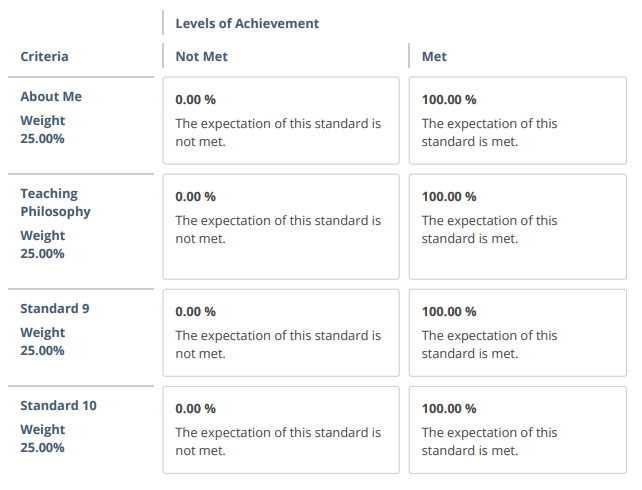 Levels of Achievement
Criteria
Not Met
Met
About Me
Weight
25.00%
0.00 %
The expectation of this standard is
not met.
100.00 %
The expectation of this
standard is met.
Teaching
Philosophy
Weight
25.00%
0.00 %
The expectation of this standard is
not met.
100.00 %
The expectation of this
standard is met.
Standard 9
Weight
25.00%
0.00 %
The expectation of this standard is
not met.
100.00 %
The expectation of this
standard is met.
Standard 10
Weight
25.00%
0.00 %
The expectation of this standard is
not met.
100.00 %
The expectation of this
standard is met.